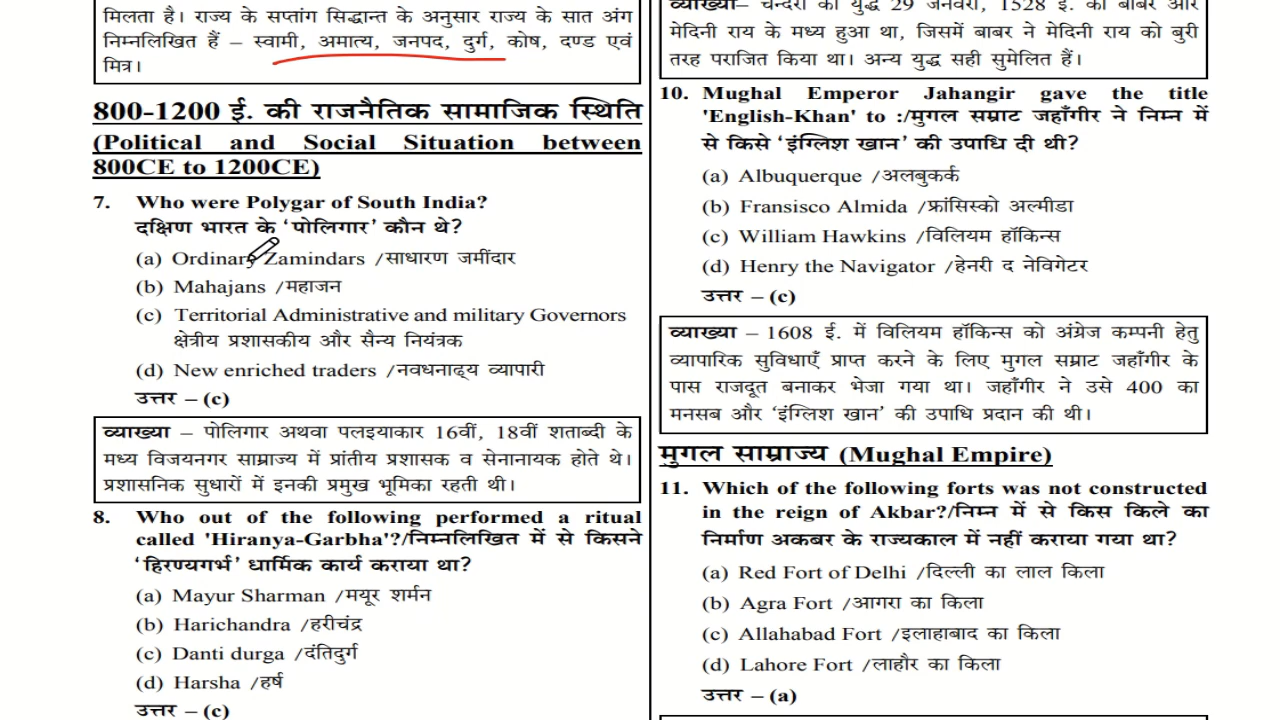 मिलता है। राज्य के सप्तांग सिद्धान्त के अनुसार राज्य के सात अंग
निम्नलिखित हैं – स्वामी, अमात्य, जनपद, दुर्ग, कोष, दण्ड एवं
मित्र।
800-1200 ई. की राजनैतिक सामाजिक स्थिति
(Political and Social Situation between
800CE to 1200CE)
7. Who were Polygar of South India?
दक्षिण भारत के ‘पोलिगार’ कौन थे?
(a) Ordinary Zamindars /साधारण जमींदार
(b) Mahajans /महाजन
(c) Territorial Administrative and military Governors
क्षेत्रीय प्रशासकीय और सैन्य नियंत्रक
(d) New enriched traders /नवधनाढ्य व्यापारी
उत्तर – (c)
व्याख्या – पोलिगार अथवा पलइयाकार 16वीं, 18वीं शताब्दी के
मध्य विजयनगर साम्राज्य में प्रांतीय प्रशासक व सेनानायक होते थे।
प्रशासनिक सुधारों में इनकी प्रमुख भूमिका रहती थी।
8. Who out of the following performed a ritual
called 'Hiranya-Garbha'?/निम्नलिखित में से किसने
‘हिरण्यगर्भ’ धार्मिक कार्य कराया था?
(a) Mayur Sharman /मयूर शर्मन
(b) Harichandra /हरीचंद्र
(c) Danti durga /दंतिदुर्ग
(d) Harsha /हर्ष
उत्तर – (c)
व्याख्या– चन्देरी का युद्ध 29 जनवरी, 1528 ई. को बाबर और
मेदिनी राय के मध्य हुआ था, जिसमें बाबर ने मेदिनी राय को बुरी
तरह पराजित किया था। अन्य युद्ध सही सुमेलित हैं।
10. Mughal Emperor Jahangir gave the title
'English-Khan' to :/मुगल सम्राट जहाँगीर ने निम्न में
से किसे ‘इंग्लिश खान’ की उपाधि दी थी?
(a) Albuquerque /अलबुकर्क
(b) Fransisco Almida /फ्रांसिस्को अल्मीडा
(c) William Hawkins /विलियम हॉकिन्स
(d) Henry the Navigator /हेनरी द नेविगेटर
उत्तर – (c)
व्याख्या – 1608 ई. में विलियम हॉकिन्स को अंग्रेज कम्पनी हेतु
व्यापारिक सुविधाएँ प्राप्त करने के लिए मुगल सम्राट जहाँगीर के
पास राजदूत बनाकर भेजा गया था। जहाँगीर ने उसे 400 का
मनसब और ‘इंग्लिश खान’ की उपाधि प्रदान की थी।
मुगल साम्राज्य (Mughal Empire)
11. Which of the following forts was not constructed
in the reign of Akbar?/निम्न में से किस किले का
निर्माण अकबर के राज्यकाल में नहीं कराया गया था?
(a) Red Fort of Delhi /दिल्ली का लाल किला
(b) Agra Fort /आगरा का किला
(c) Allahabad Fort /इलाहाबाद का किला
(d) Lahore Fort /लाहौर का किला
उत्तर – (a)